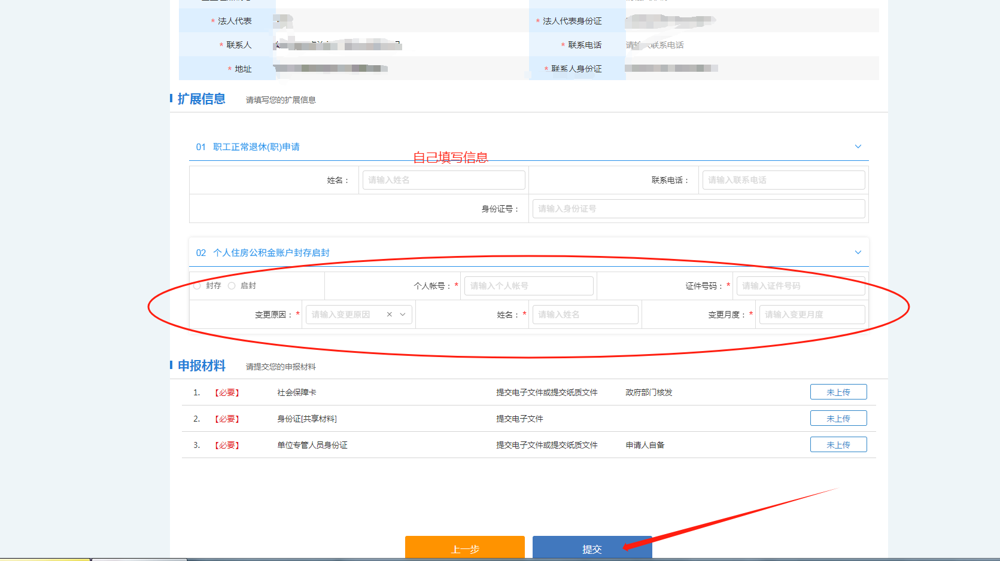 * 法人代表 * 法人代表身份证
* 联系人 * 联系电话 联系电话
* 地址 * 联系人身份证
扩展信息 请填写您的扩展信息
01 职工正常退休(职)申请
自己填写信息
姓名： 请输入姓名 联系电话： 请输入联系电话
身份证号： 请输入身份证号
02 个人住房公积金账户封存启封
封存 启封 个人帐号：* 请输入个人帐号 证件号码：* 请输入证件号码
变更原因：* 请输入变更原因 姓名：* 请输入姓名 变更月度：* 请输入变更月度
申报材料 请提交您的申报材料
1. 【必要】 社会保障卡 提交电子文件或提交纸质文件 政府部门核发 未上传
2. 【必要】 身份证[共享材料] 提交电子文件 未上传
3. 【必要】 单位专管人员身份证 提交电子文件或提交纸质文件 申请人自备 未上传
上一步 提交